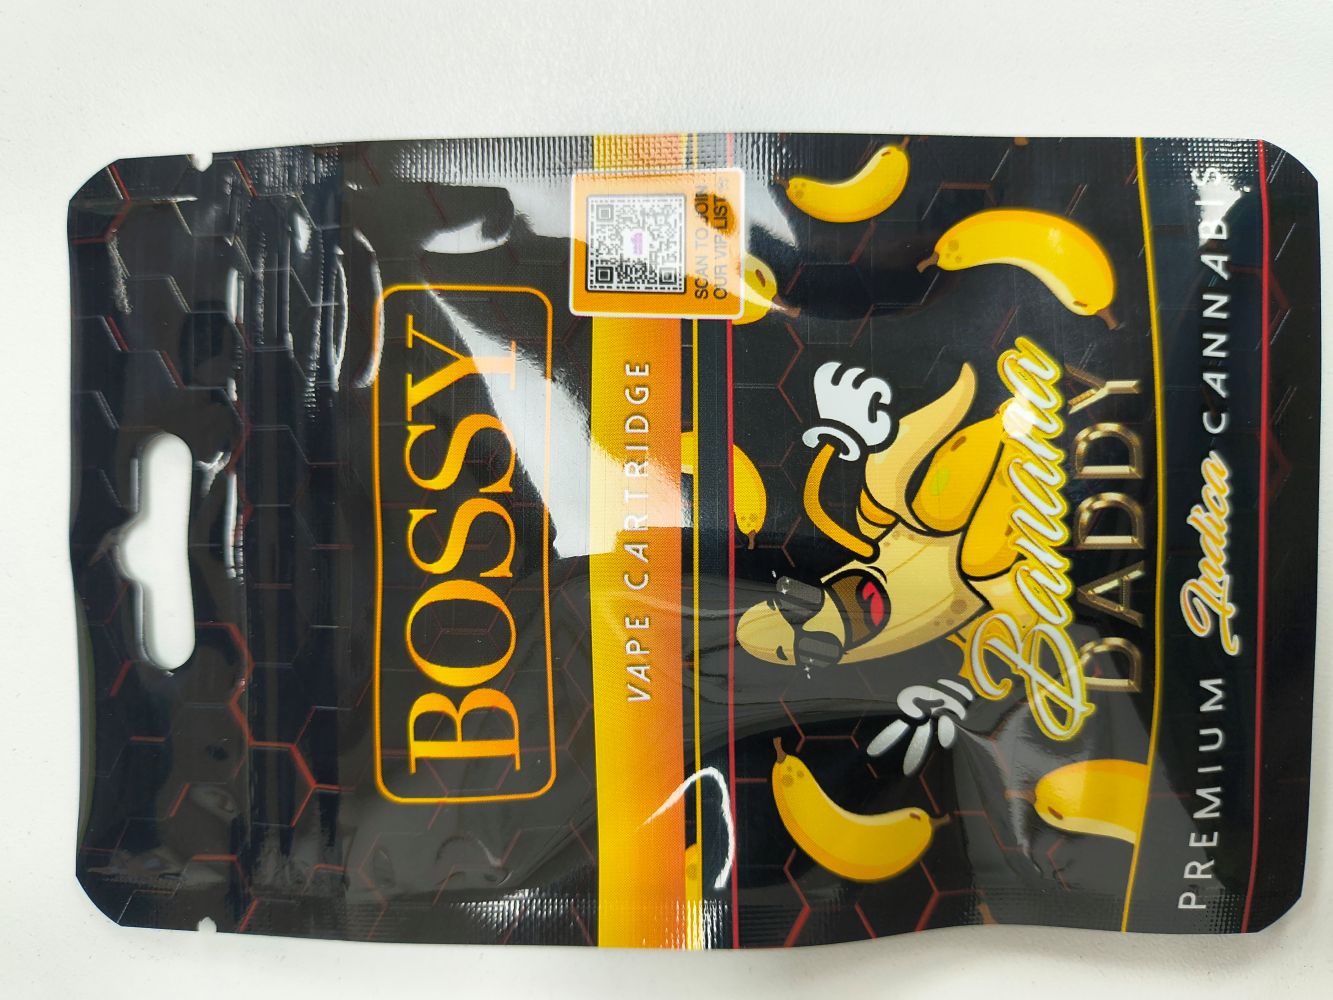 BOSSY
VAPE CARTRIDGE
SCAN TO JOIN
OUR VIP LIST
Banana
DADDY
PREMIUM Indica CANNABIS